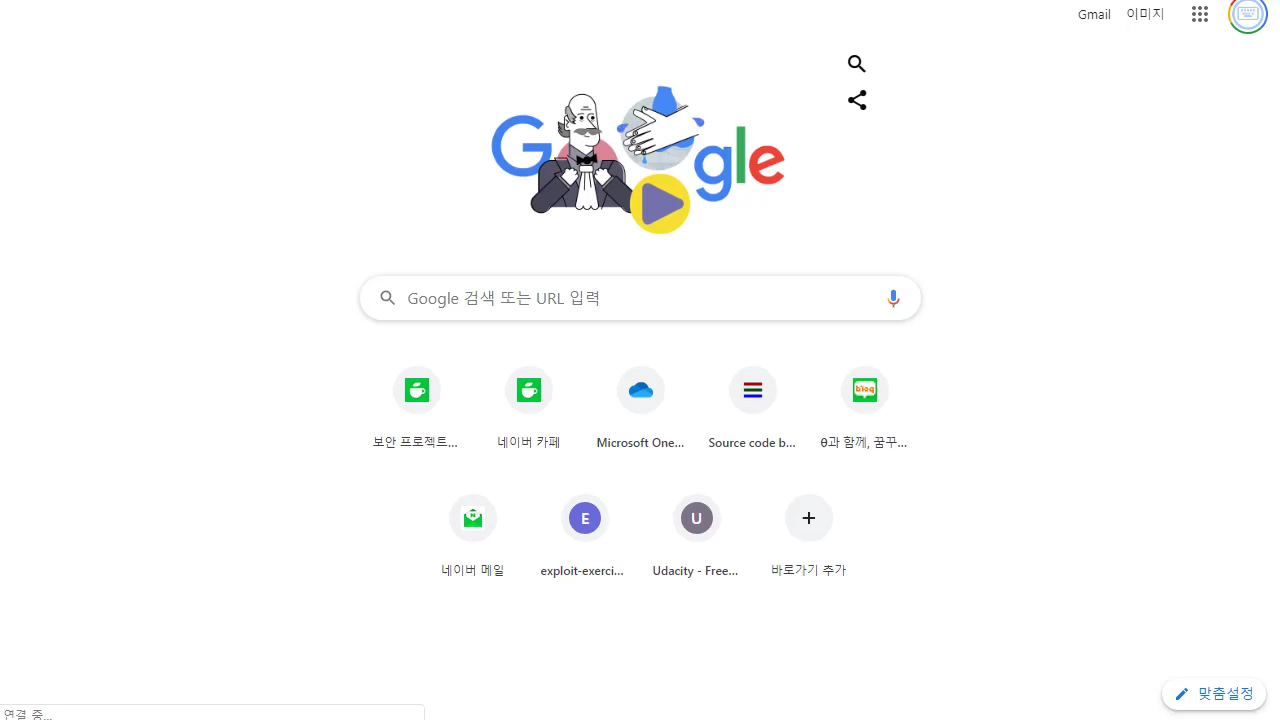 Gmail 이미지
Google
Google 검색 또는 URL 입력
보안 프로젝트...
네이버 카페
Microsoft One...
Source code b...
blog
θ과 함께, 꿈꾸...
N
E
U
네이버 메일
exploit-exerci...
Udacity - Free...
바로가기 추가
맞춤설정
연결 중...